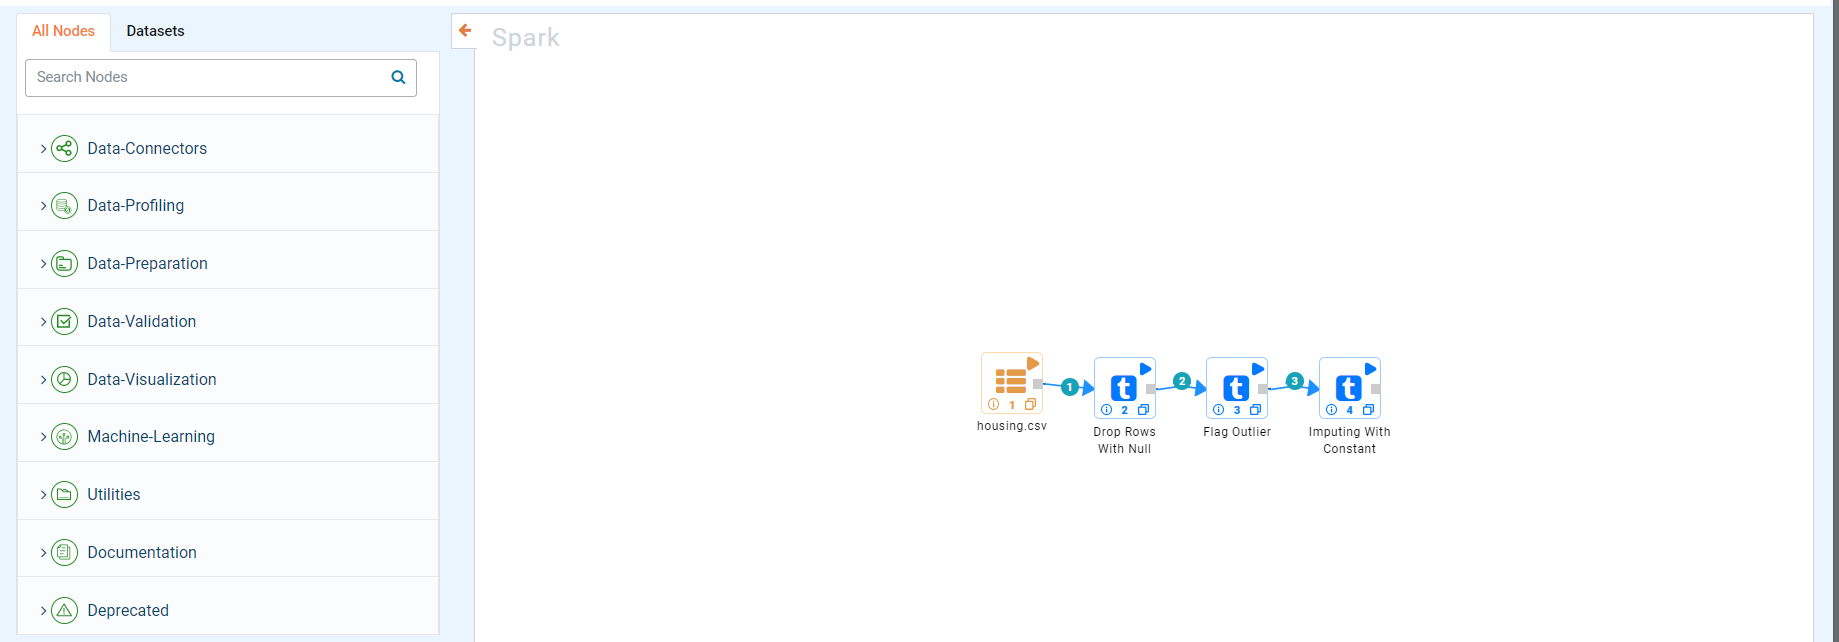 All Nodes
Datasets
Spark
Search Nodes
Data-Connectors
Data-Profiling
Data-Preparation
Data-Validation
Data-Visualization
Machine-Learning
Utilities
Documentation
Deprecated
1
2
3
1
2
3
4
housing.csv
Drop Rows
With Null
Flag Outlier
Imputing With
Constant